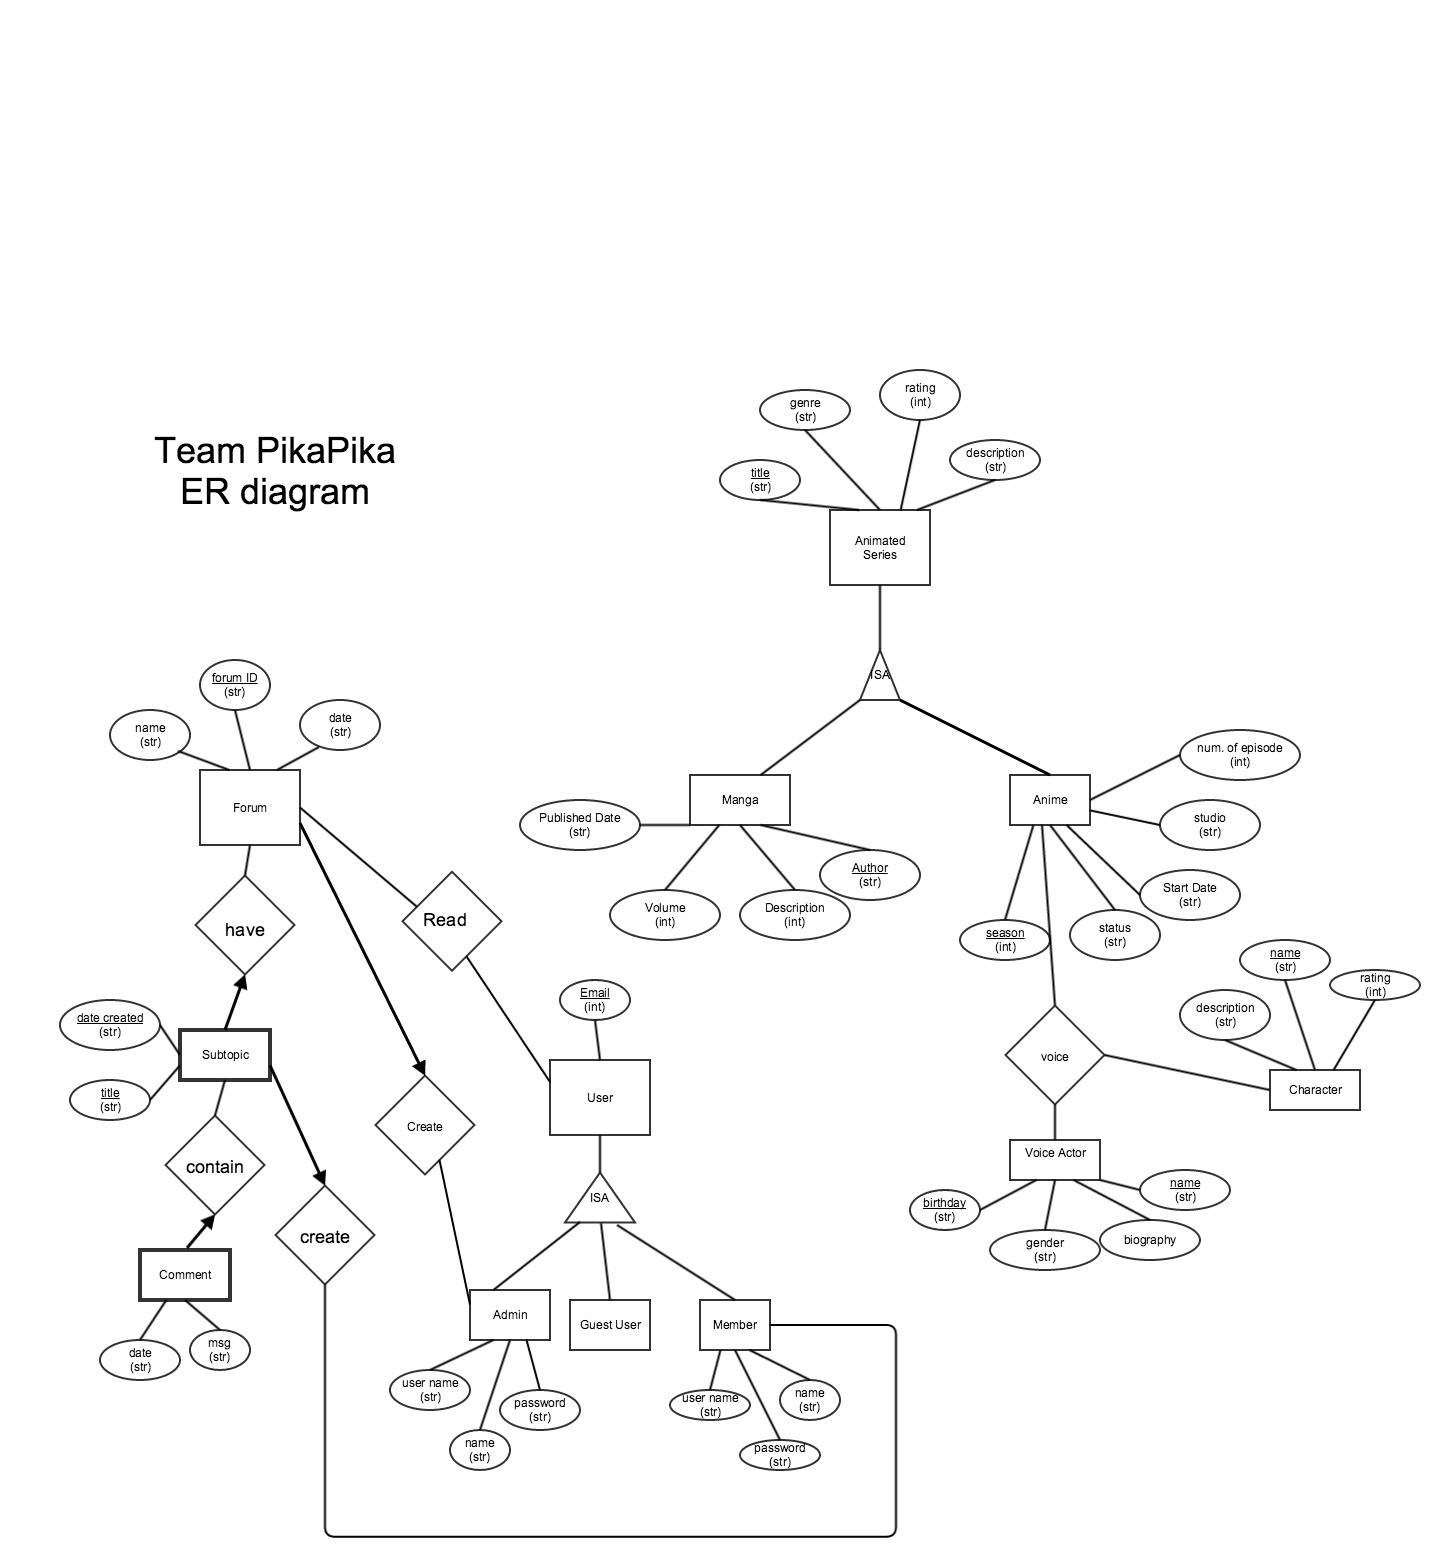 Team PikaPika
ER diagram
rating
(int)
genre
(str)
description
(str)
title
(str)
Animated
Series
ISA
forum ID
(str)
name
(str)
date
(str)
Forum
Manga
Anime
num. of episode
(int)
Published Date
(str)
studio
(str)
Author
(str)
Start Date
(str)
Volume
(int)
Description
(int)
season
(int)
status
(str)
have
Read
name
(str)
rating
(int)
description
(str)
Email
(int)
date created
(str)
Subtopic
title
(str)
User
voice
Character
Create
contain
Voice Actor
ISA
birthday
(str)
name
(str)
gender
(str)
biography
create
Comment
Admin
Guest User
Member
date
(str)
msg
(str)
user name
(str)
password
(str)
name
(str)
user name
(str)
name
(str)
password
(str)